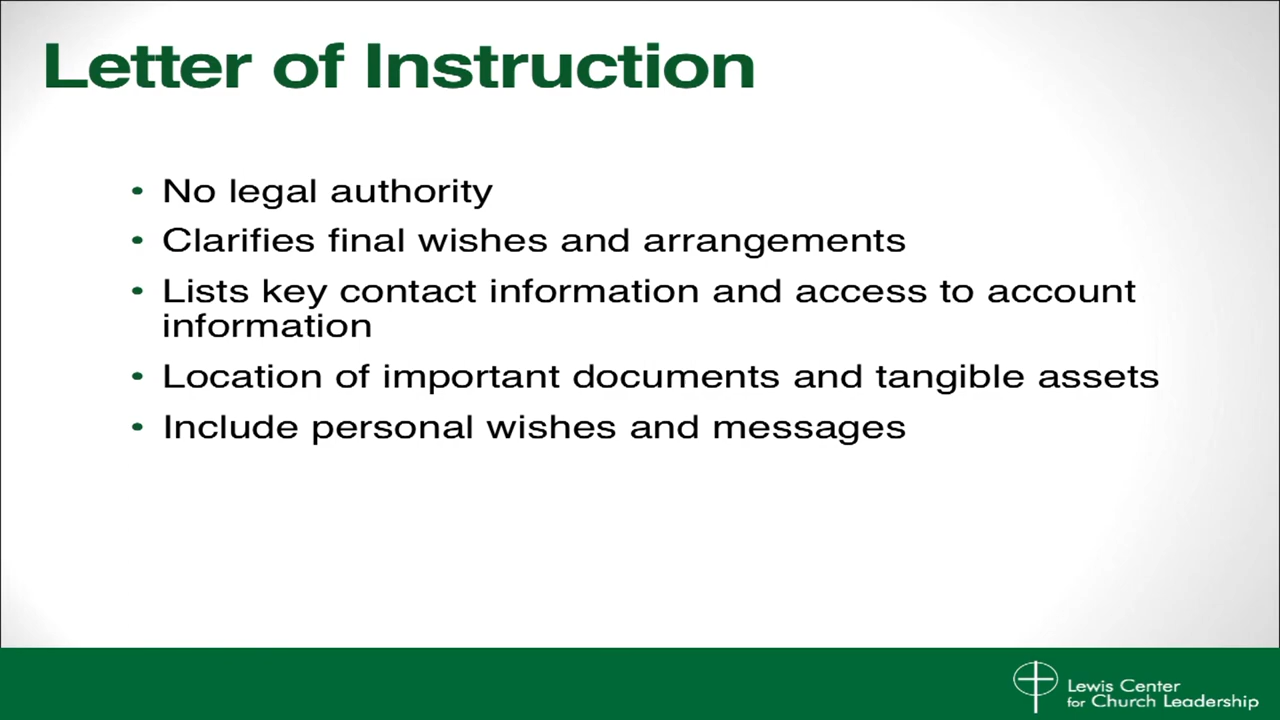 Letter of Instruction
• No legal authority
• Clarifies final wishes and arrangements
• Lists key contact information and access to account
information
• Location of important documents and tangible assets
• Include personal wishes and messages
Lewis Center
for Church Leadership